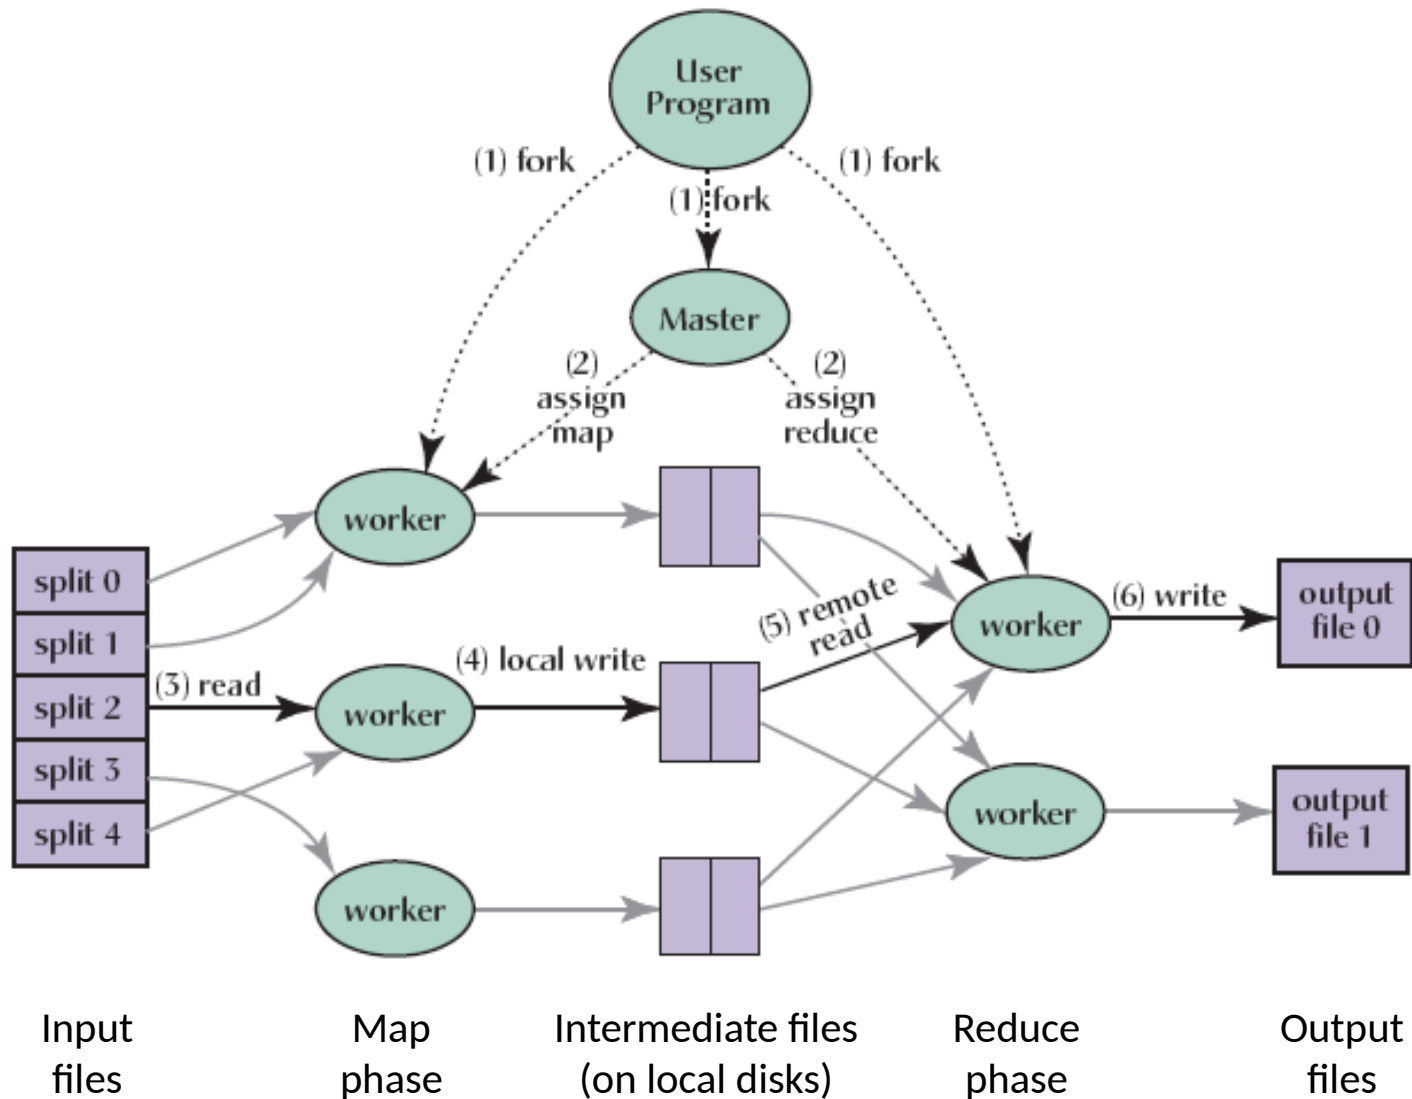 User
Program
(1) fork
(1) fork
(1) fork
Master
(2)
assign
map
(2)
assign
reduce
worker
split 0
split 1
split 2
split 3
split 4
(3) read
worker
(4) local write
worker
(5) remote
read
worker
(6) write
output
file 0
worker
output
file 1
Input
files
Map
phase
Intermediate files
(on local disks)
Reduce
phase
Output
files